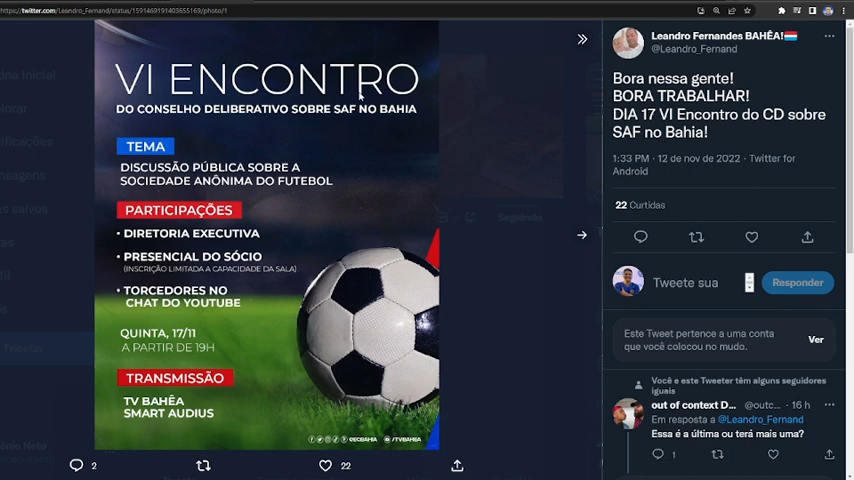 https://twitter.com/Leandro_Fernand/status/1591469191403655169/photo/1
VI ENCONTRO
DO CONSELHO DELIBERATIVO SOBRE SAF NO BAHIA
TEMA
DISCUSSÃO PÚBLICA SOBRE A
SOCIEDADE ANÔNIMA DO FUTEBOL
PARTICIPAÇÕES
• DIRETORIA EXECUTIVA
• PRESENCIAL DO SÓCIO
(INSCRIÇÃO LIMITADA A CAPACIDADE DA SALA)
• TORCEDORES NO
CHAT DO YOUTUBE
QUINTA, 17/11
A PARTIR DE 19H
TRANSMISSÃO
TV BAHÊA
SMART AUDIUS
@ECBAHIA /TVBAHEA
2
22
Seguindo
Leandro Fernandes BAHÊA!
@Leandro_Fernand
Bora nessa gente!
BORA TRABALHAR!
DIA 17 VI Encontro do CD sobre
SAF no Bahia!
1:33 PM · 12 de nov de 2022 · Twitter for
Android
22 Curtidas
Tweete sua
Responder
Este Tweet pertence a uma conta
que você colocou no mudo.
Ver
Você e este Tweeter têm alguns seguidores
iguais
out of context D... @outc... · 16 h
Em resposta a @Leandro_Fernand
Essa é a última ou terá mais uma?
1